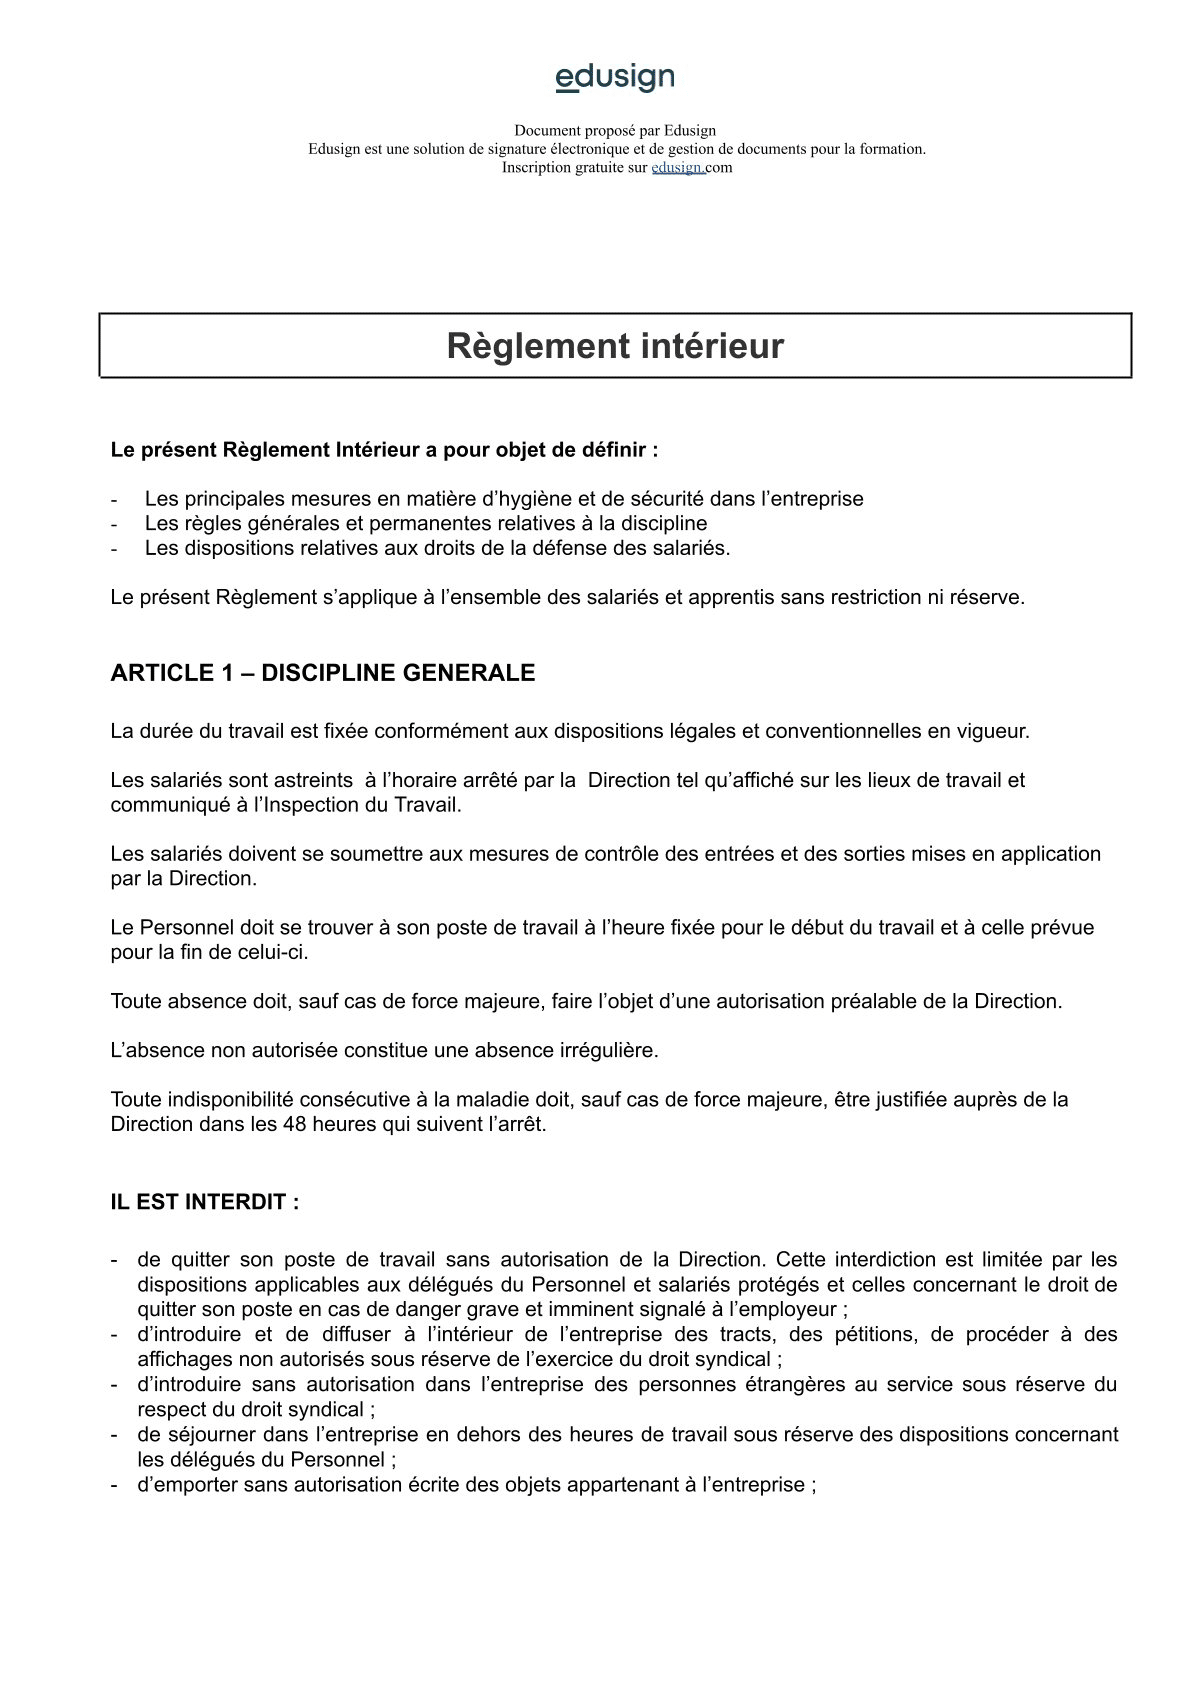 edusign
Document proposé par Edusign
Edusign est une solution de signature électronique et de gestion de documents pour la formation.
Inscription gratuite sur edusign.com
Règlement intérieur
Le présent Règlement Intérieur a pour objet de définir :
- Les principales mesures en matière d’hygiène et de sécurité dans l’entreprise
- Les règles générales et permanentes relatives à la discipline
- Les dispositions relatives aux droits de la défense des salariés.
Le présent Règlement s’applique à l’ensemble des salariés et apprentis sans restriction ni réserve.
ARTICLE 1 – DISCIPLINE GENERALE
La durée du travail est fixée conformément aux dispositions légales et conventionnelles en vigueur.
Les salariés sont astreints  à l’horaire arrêté par la  Direction tel qu’affiché sur les lieux de travail et
communiqué à l’Inspection du Travail.
Les salariés doivent se soumettre aux mesures de contrôle des entrées et des sorties mises en application
par la Direction.
Le Personnel doit se trouver à son poste de travail à l’heure fixée pour le début du travail et à celle prévue
pour la fin de celui-ci.
Toute absence doit, sauf cas de force majeure, faire l’objet d’une autorisation préalable de la Direction.
L’absence non autorisée constitue une absence irrégulière.
Toute indisponibilité consécutive à la maladie doit, sauf cas de force majeure, être justifiée auprès de la
Direction dans les 48 heures qui suivent l’arrêt.
IL EST INTERDIT :
- de quitter son poste de travail sans autorisation de la Direction. Cette interdiction est limitée par les
dispositions applicables aux délégués du Personnel et salariés protégés et celles concernant le droit de
quitter son poste en cas de danger grave et imminent signalé à l’employeur ;
- d’introduire et de diffuser à l’intérieur de l’entreprise des tracts, des pétitions, de procéder à des
affichages non autorisés sous réserve de l’exercice du droit syndical ;
- d’introduire sans autorisation dans l’entreprise des personnes étrangères au service sous réserve du
respect du droit syndical ;
- de séjourner dans l’entreprise en dehors des heures de travail sous réserve des dispositions concernant
les délégués du Personnel ;
- d’emporter sans autorisation écrite des objets appartenant à l’entreprise ;